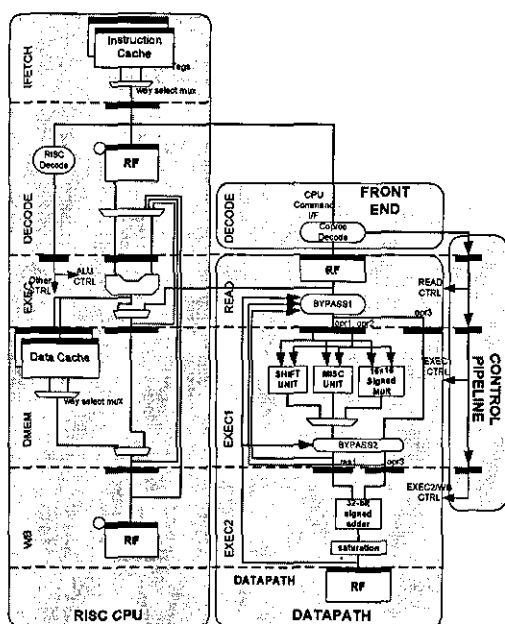 IFETCH
Instruction
Cache
Tags
way select mux
DECODE
RISC
Decode
RF
DECODE
CPU
Command
I/F
FRONT
END
Coproc
Decode
EXEC
Other
CTRL
ALU
CTRL
READ
RF
READ
CTRL
BYPASS1
opr1
opr2
opr3
DMEM
Data Cache
way select mux
EXEC1
SHIFT
UNIT
MISC
UNIT
16x16
Signed
Mult
EXEC
CTRL
CONTROL
PIPELINE
BYPASS2
res1
opr3
WB
RF
EXEC2
EXEC2/WB
CTRL
32-bit
signed
adder
saturation
DATAPATH
RF
RISC CPU
DATAPATH